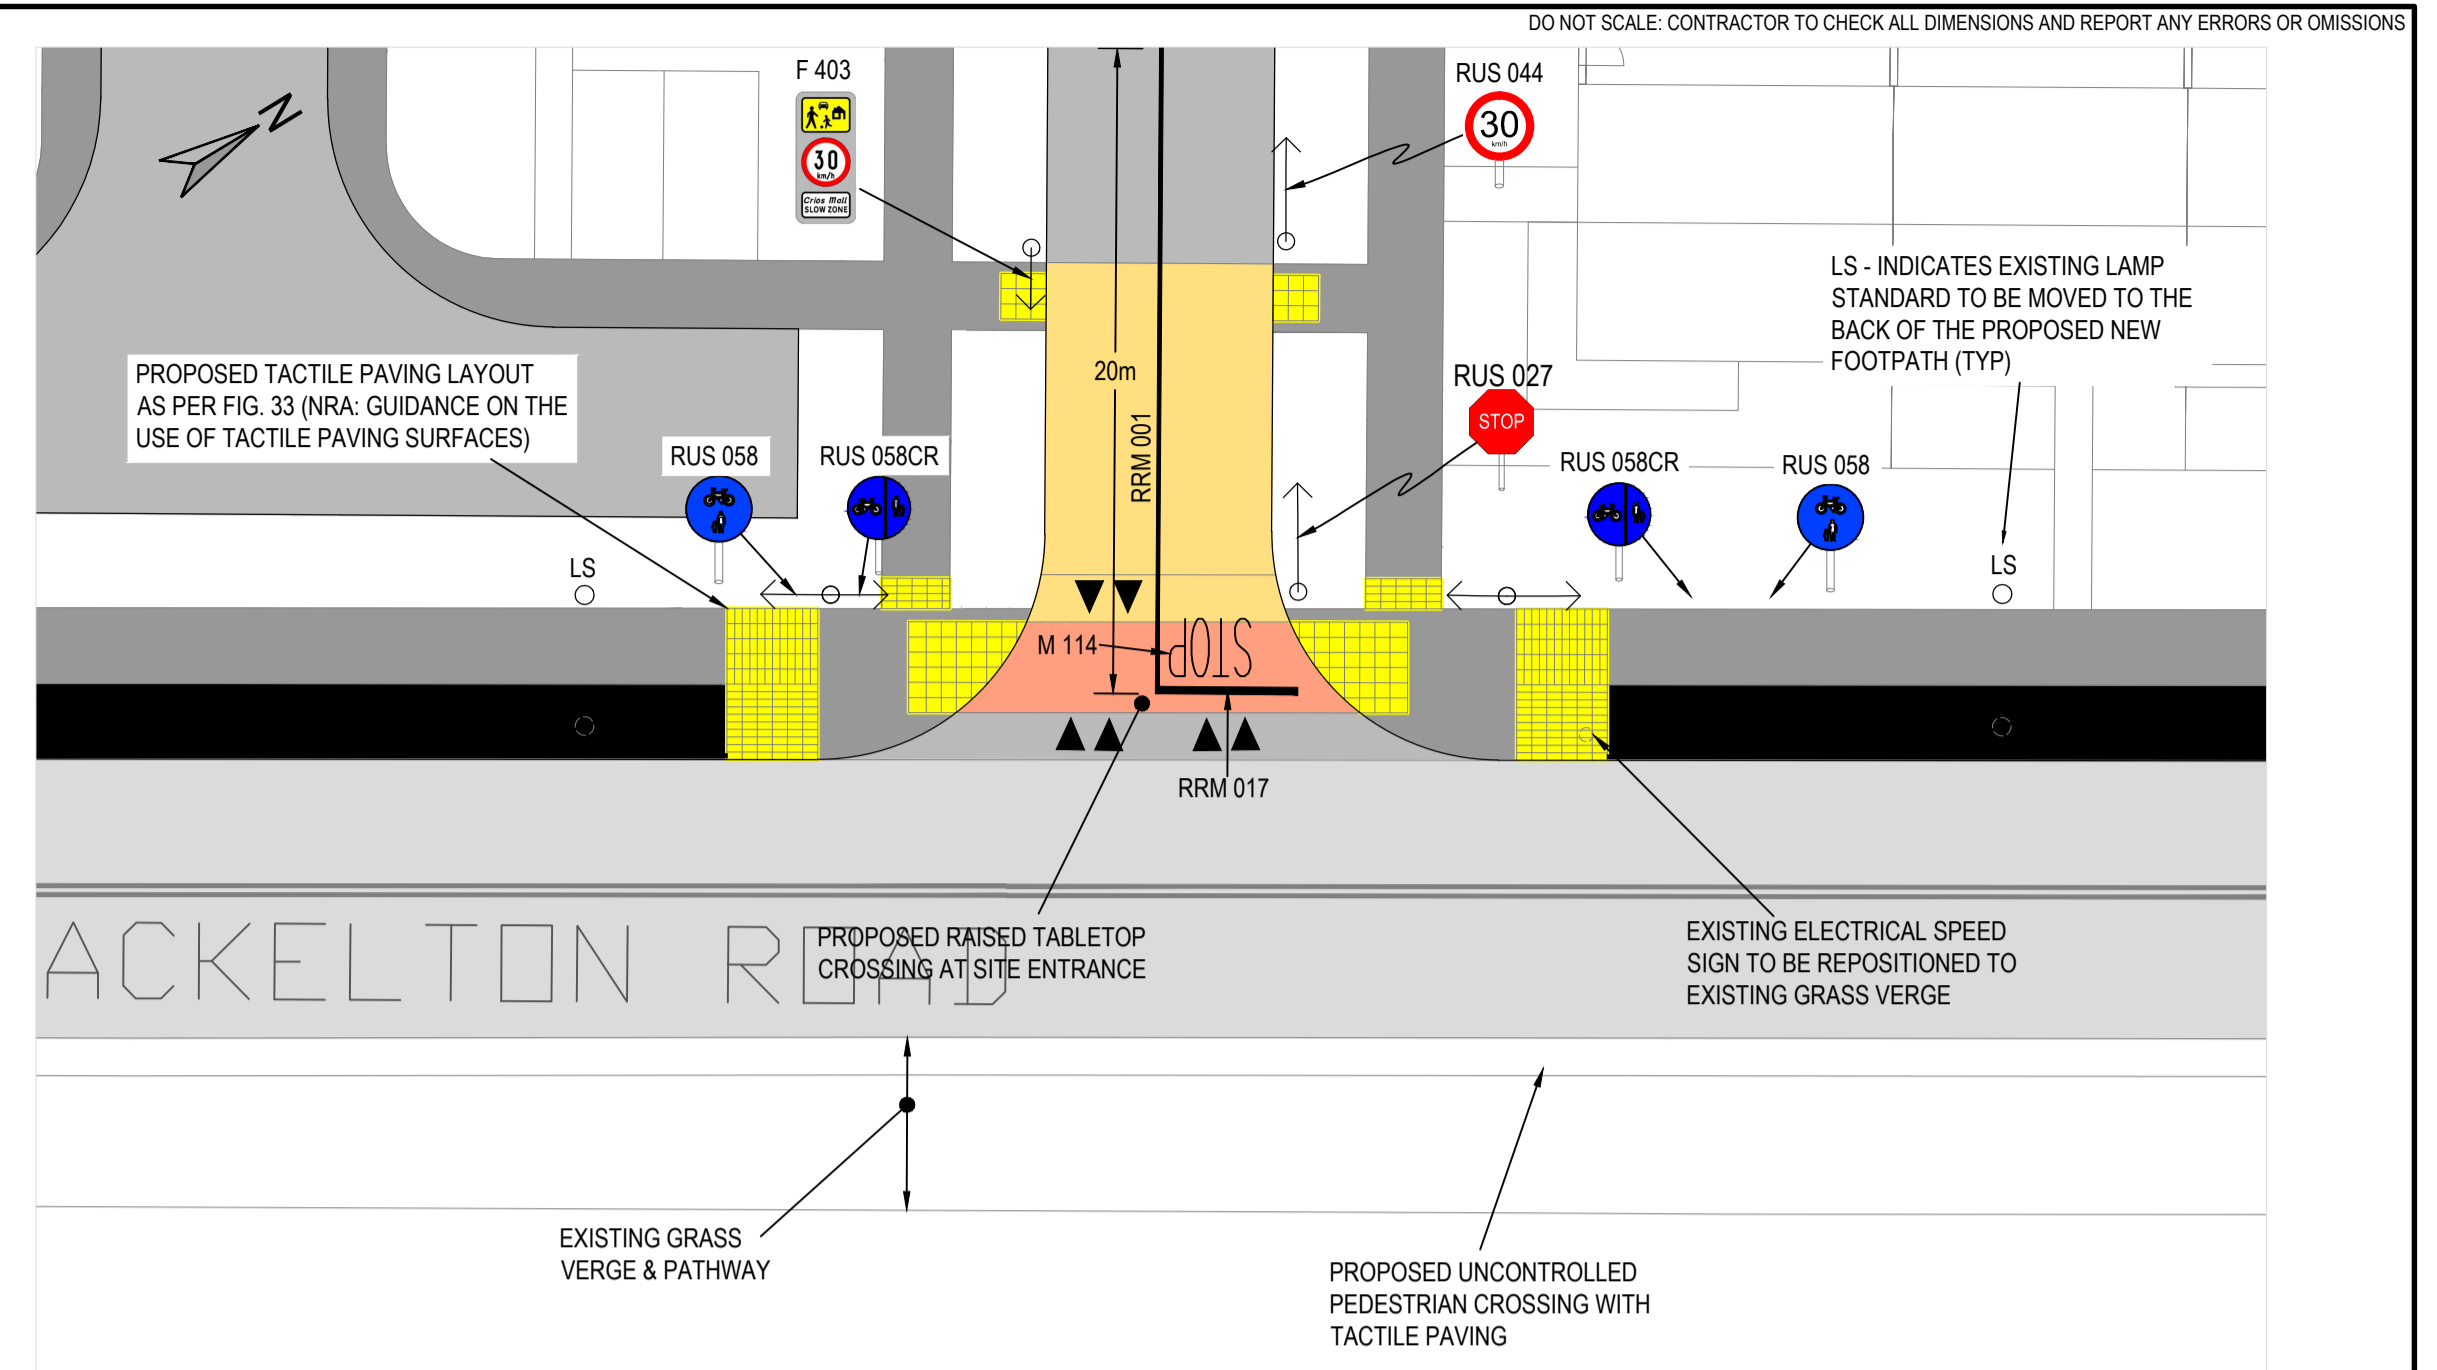 DO NOT SCALE: CONTRACTOR TO CHECK ALL DIMENSIONS AND REPORT ANY ERRORS OR OMISSIONS
N
F 403
30
km/h
Crios Mall
SLOW ZONE
RUS 044
30
km/h
LS - INDICATES EXISTING LAMP
STANDARD TO BE MOVED TO THE
BACK OF THE PROPOSED NEW
FOOTPATH (TYP)
PROPOSED TACTILE PAVING LAYOUT
AS PER FIG. 33 (NRA: GUIDANCE ON THE
USE OF TACTILE PAVING SURFACES)
20m
RRM 001
RUS 027
STOP
RUS 058
RUS 058CR
RUS 058CR
RUS 058
LS
LS
M 114
STOP
RRM 017
ACKELTON ROAD
PROPOSED RAISED TABLETOP
CROSSING AT SITE ENTRANCE
EXISTING ELECTRICAL SPEED
SIGN TO BE REPOSITIONED TO
EXISTING GRASS VERGE
EXISTING GRASS
VERGE & PATHWAY
PROPOSED UNCONTROLLED
PEDESTRIAN CROSSING WITH
TACTILE PAVING